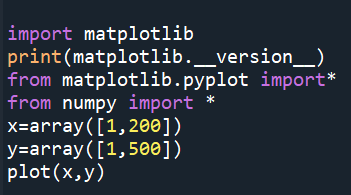 import matplotlib
print(matplotlib.__version__)
from matplotlib.pyplot import*
from numpy import *
x=array([1,200])
y=array([1,500])
plot(x,y)